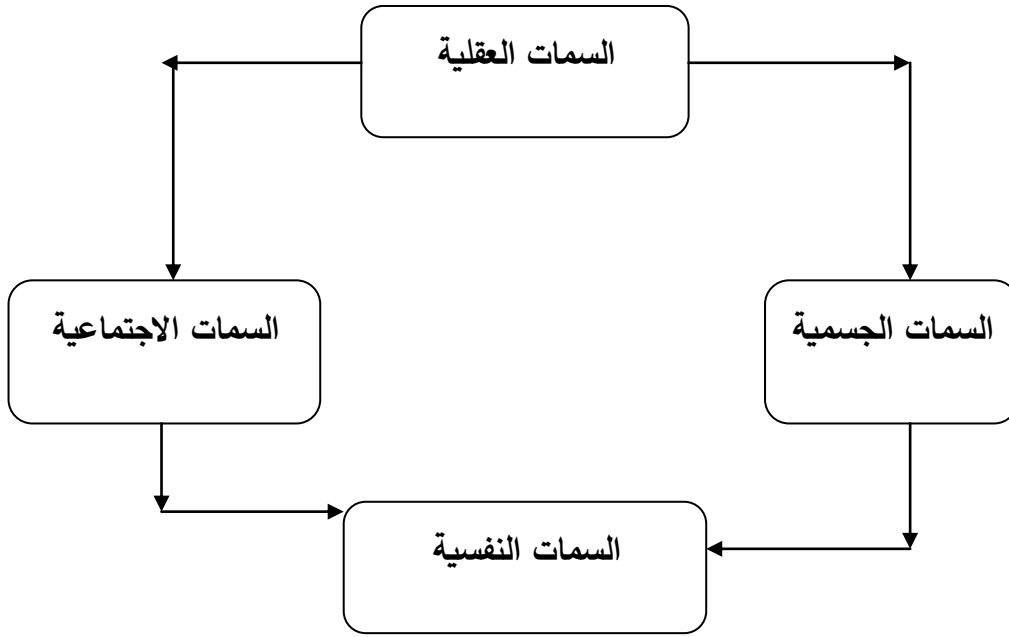 السمات العقلية
السمات الجسمية
السمات الاجتماعية
السمات النفسية